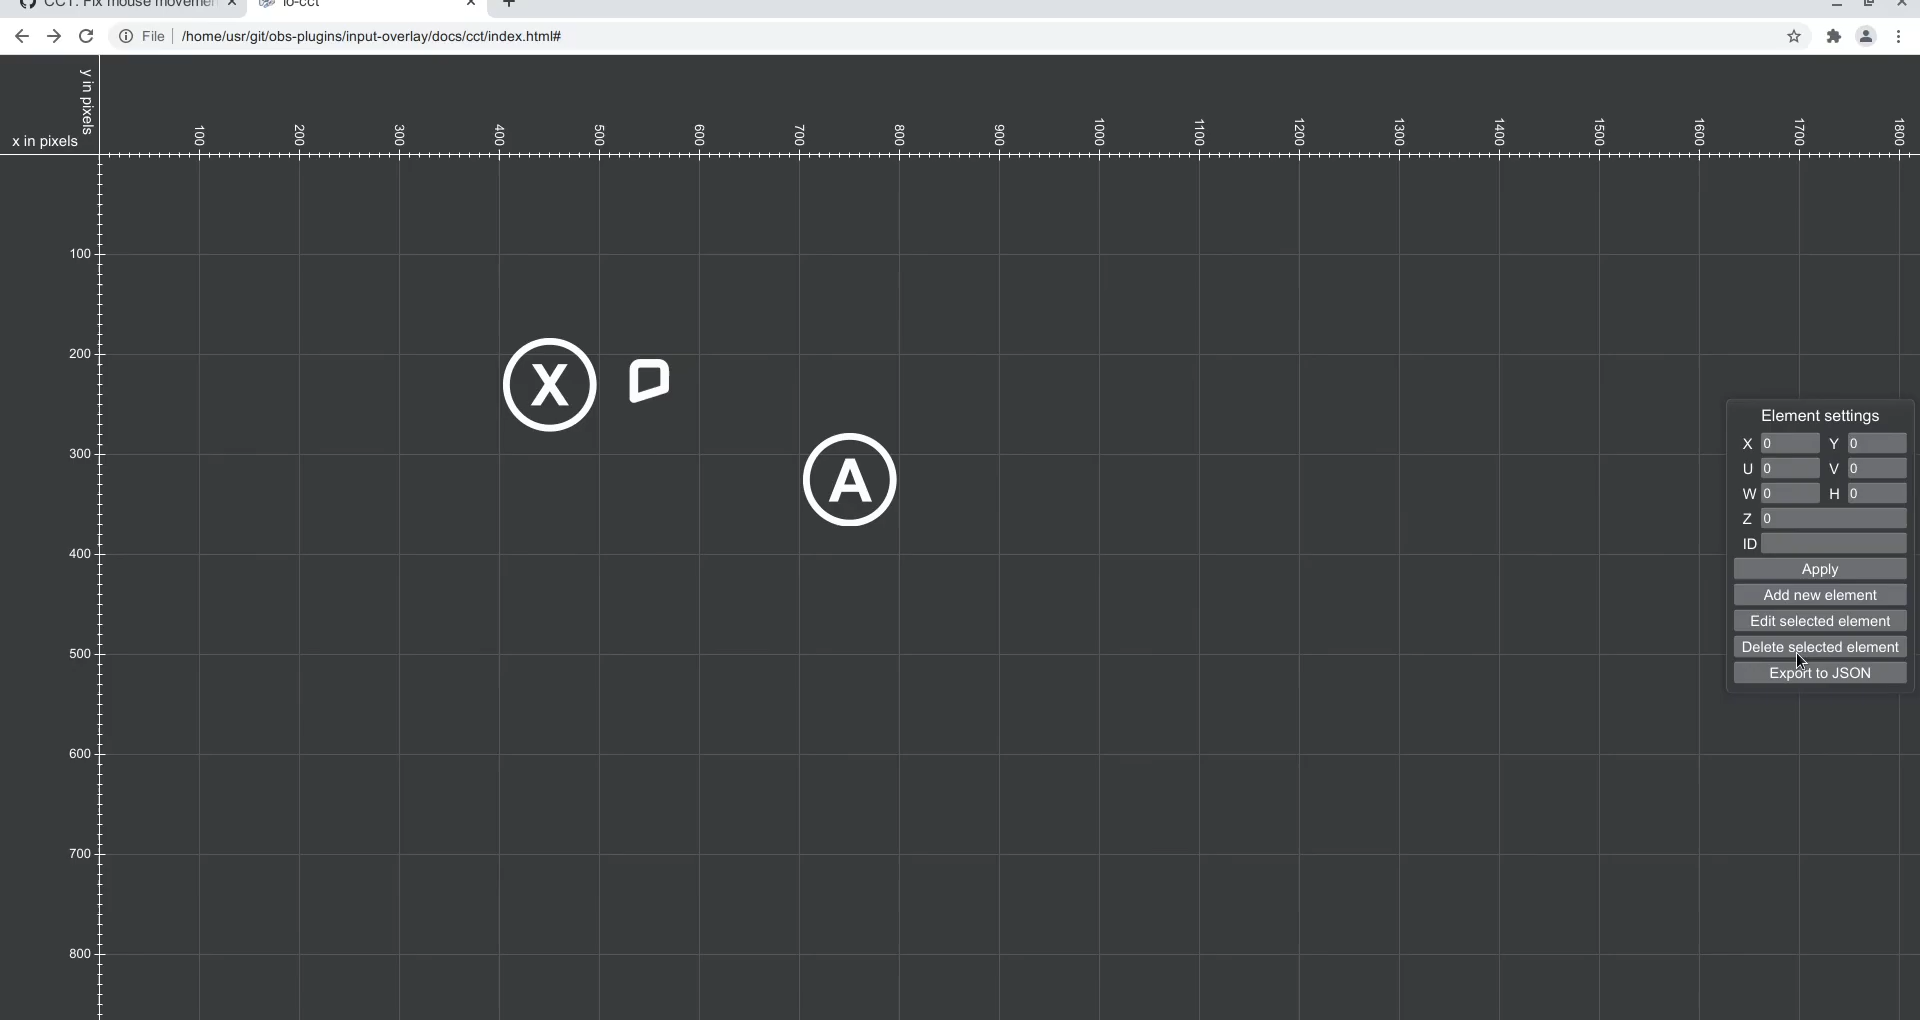 CCT: Fix mouse movemen
io-cct
File /home/usr/git/obs-plugins/input-overlay/docs/cct/index.html#
y in pixels
x in pixels
100 200 300 400 500 600 700 800 900 1000 1100 1200 1300 1400 1500 1600 1700 1800
100
200
300
400
500
600
700
800
X
A
Element settings
X 0 Y 0
U 0 V 0
W 0 H 0
Z 0
ID
Apply
Add new element
Edit selected element
Delete selected element
Export to JSON